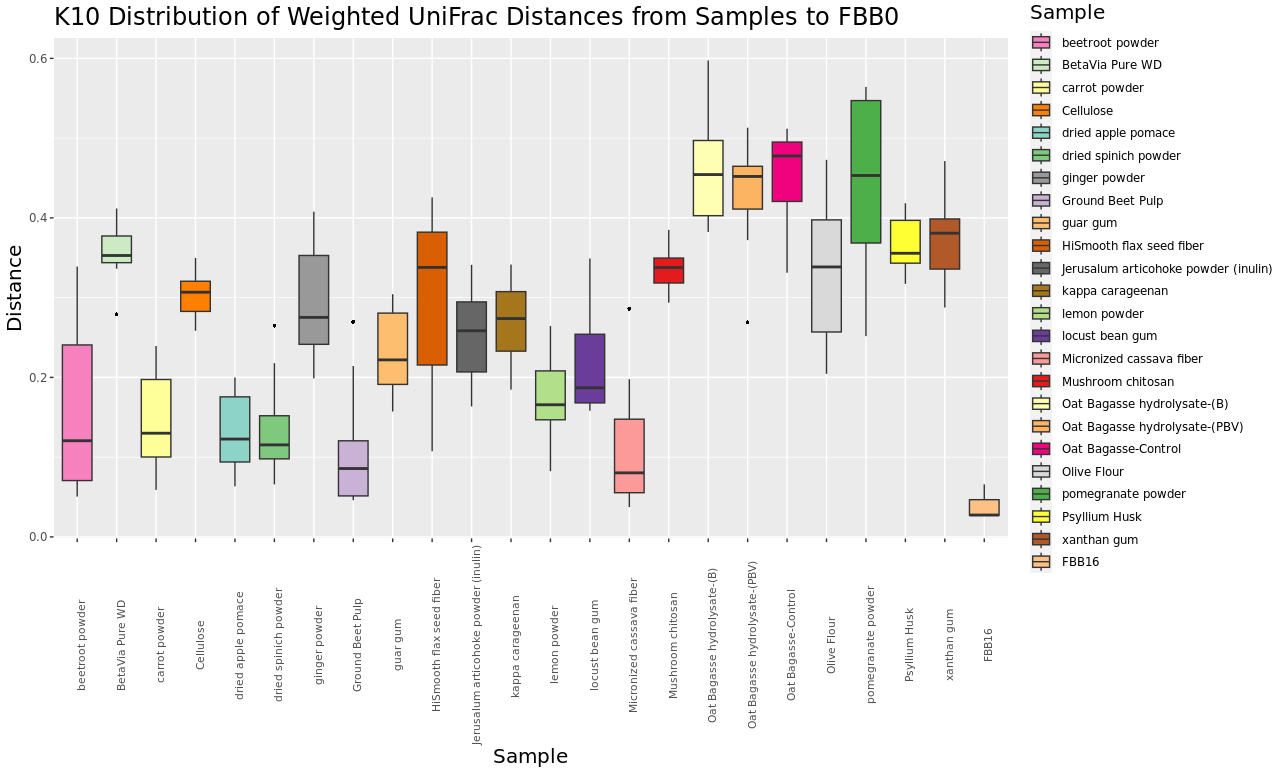 K10 Distribution of Weighted UniFrac Distances from Samples to FBB0
Distance
0.6
0.4
0.2
0.0
beetroot powder
BetaVia Pure WD
carrot powder
Cellulose
dried apple pomace
dried spinich powder
ginger powder
Ground Beet Pulp
guar gum
HiSmooth flax seed fiber
Jerusalum articohoke powder (inulin)
kappa carageenan
lemon powder
locust bean gum
Micronized cassava fiber
Mushroom chitosan
Oat Bagasse hydrolysate-(B)
Oat Bagasse hydrolysate-(PBV)
Oat Bagasse-Control
Olive Flour
pomegranate powder
Psyllium Husk
xanthan gum
FBB16
Sample
Sample
beetroot powder
BetaVia Pure WD
carrot powder
Cellulose
dried apple pomace
dried spinich powder
ginger powder
Ground Beet Pulp
guar gum
HiSmooth flax seed fiber
Jerusalum articohoke powder (inulin)
kappa carageenan
lemon powder
locust bean gum
Micronized cassava fiber
Mushroom chitosan
Oat Bagasse hydrolysate-(B)
Oat Bagasse hydrolysate-(PBV)
Oat Bagasse-Control
Olive Flour
pomegranate powder
Psyllium Husk
xanthan gum
FBB16